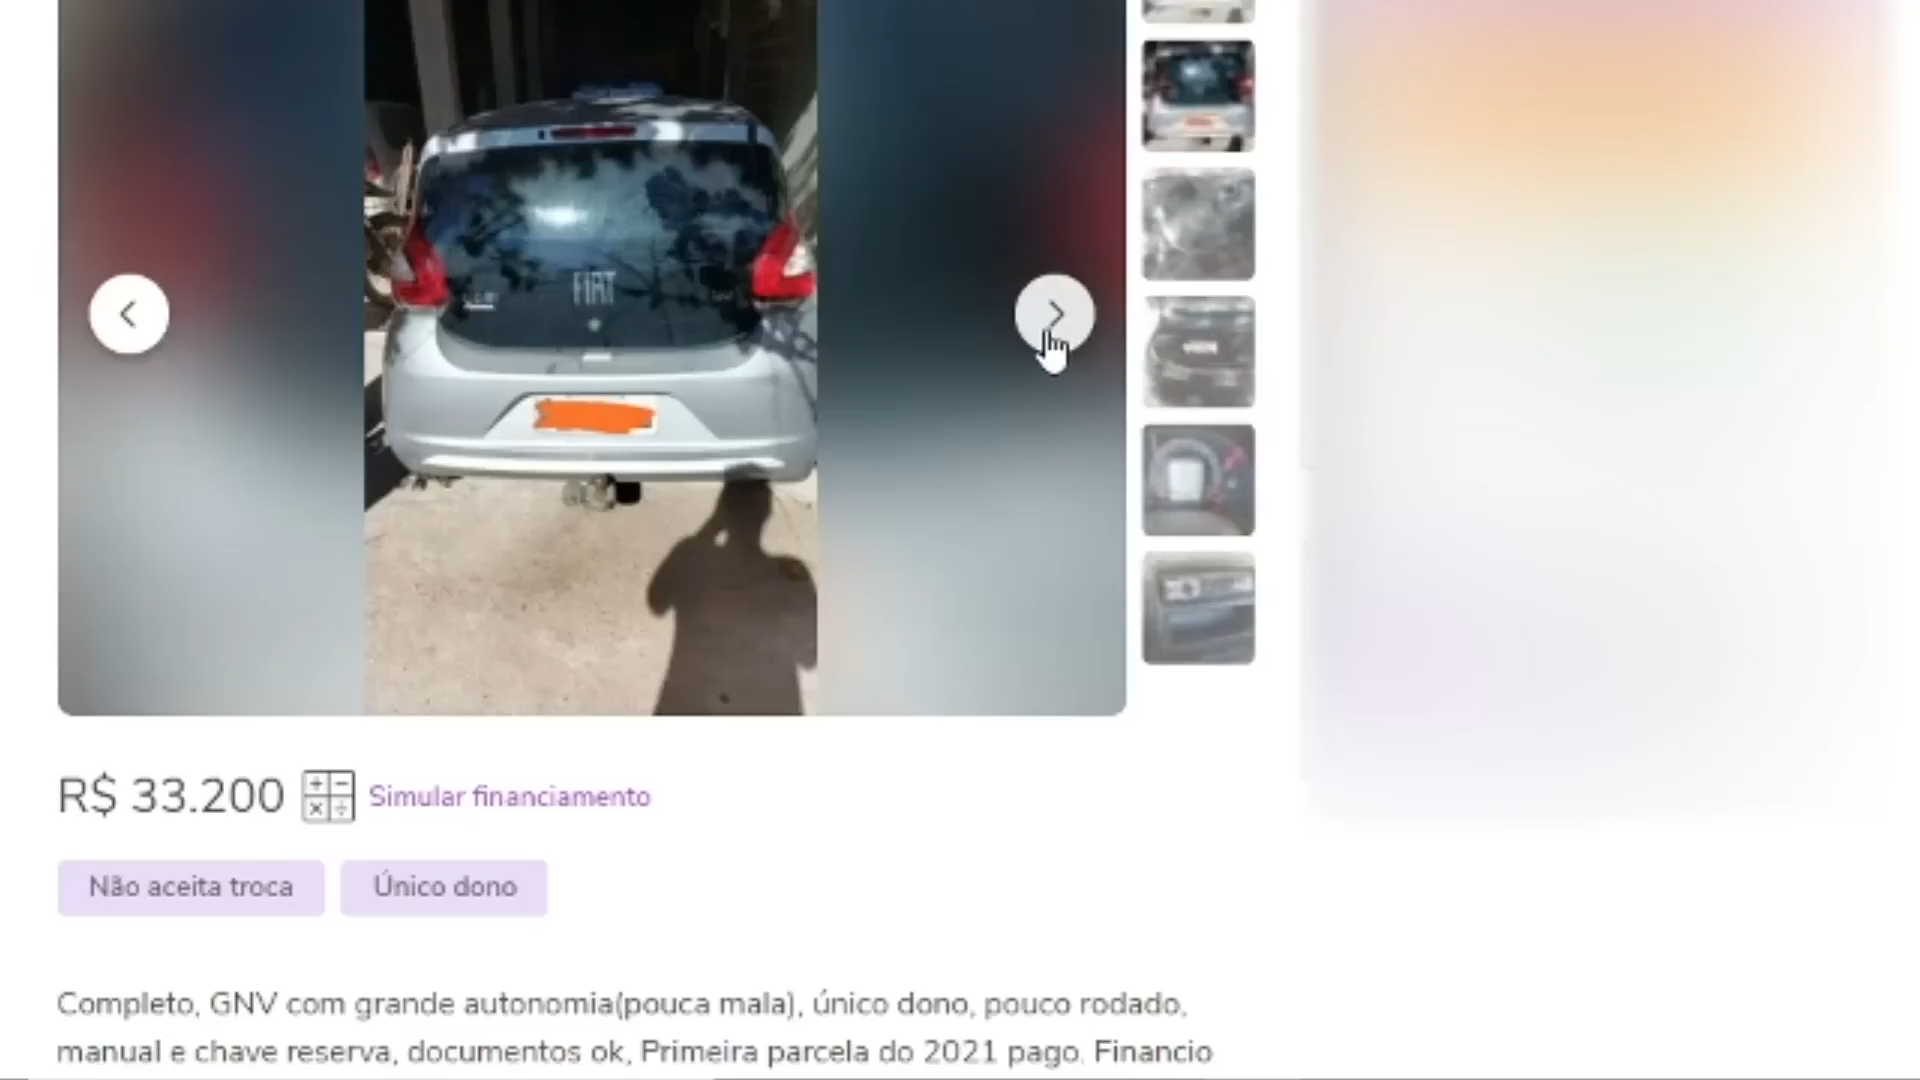 FIAT
R$ 33.200
Simular financiamento
Não aceita troca
Único dono
Completo, GNV com grande autonomia(pouca mala), único dono, pouco rodado,
manual e chave reserva, documentos ok, Primeira parcela do 2021 pago. Financio